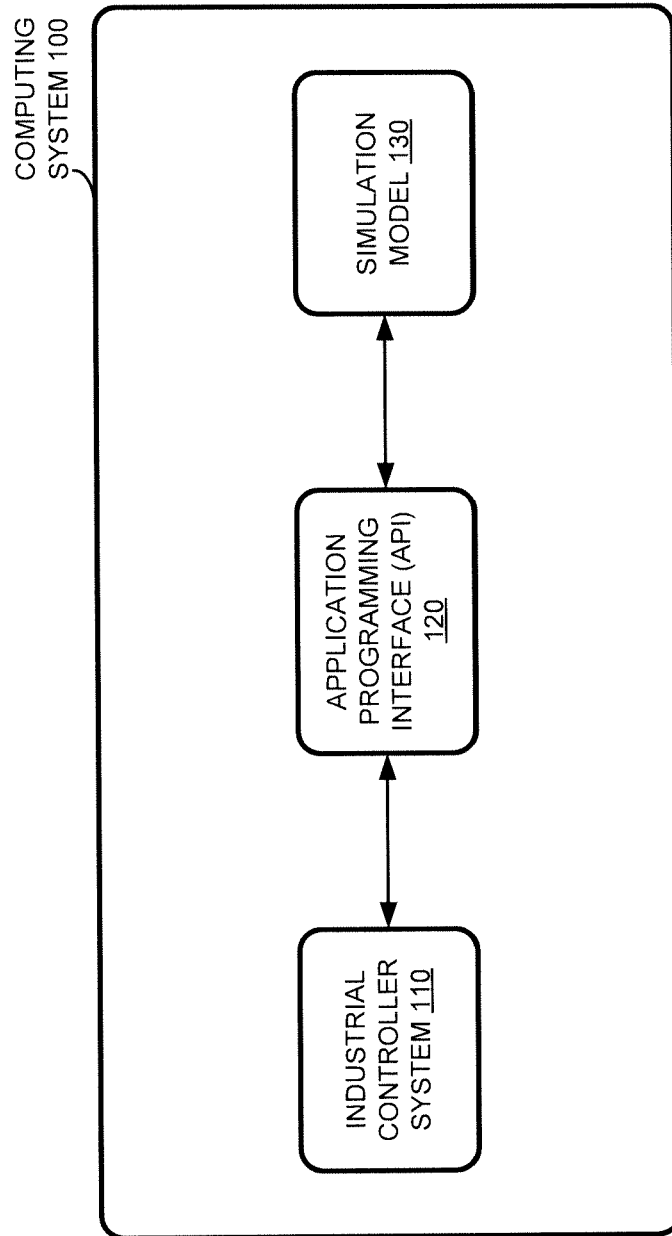 COMPUTING
SYSTEM 100
INDUSTRIAL
CONTROLLER
SYSTEM 110
APPLICATION
PROGRAMMING
INTERFACE (API)
120
SIMULATION
MODEL 130